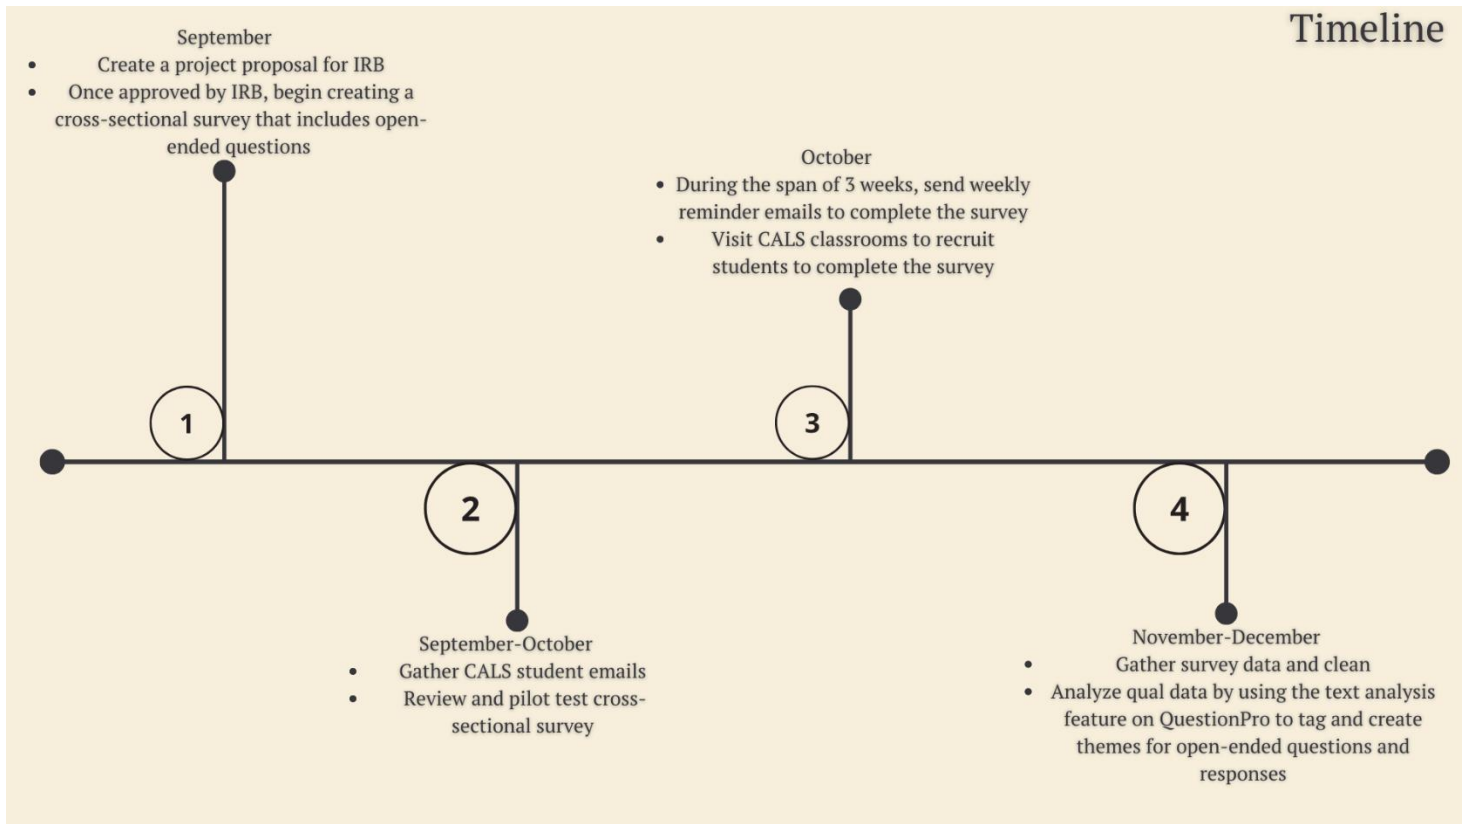 Timeline
September
• Create a project proposal for IRB
• Once approved by IRB, begin creating a
cross-sectional survey that includes open-
ended questions
1
2
September-October
• Gather CALS student emails
• Review and pilot test cross-
sectional survey
October
• During the span of 3 weeks, send weekly
reminder emails to complete the survey
• Visit CALS classrooms to recruit
students to complete the survey
3
4
November-December
• Gather survey data and clean
• Analyze qual data by using the text analysis
feature on QuestionPro to tag and create
themes for open-ended questions and
responses